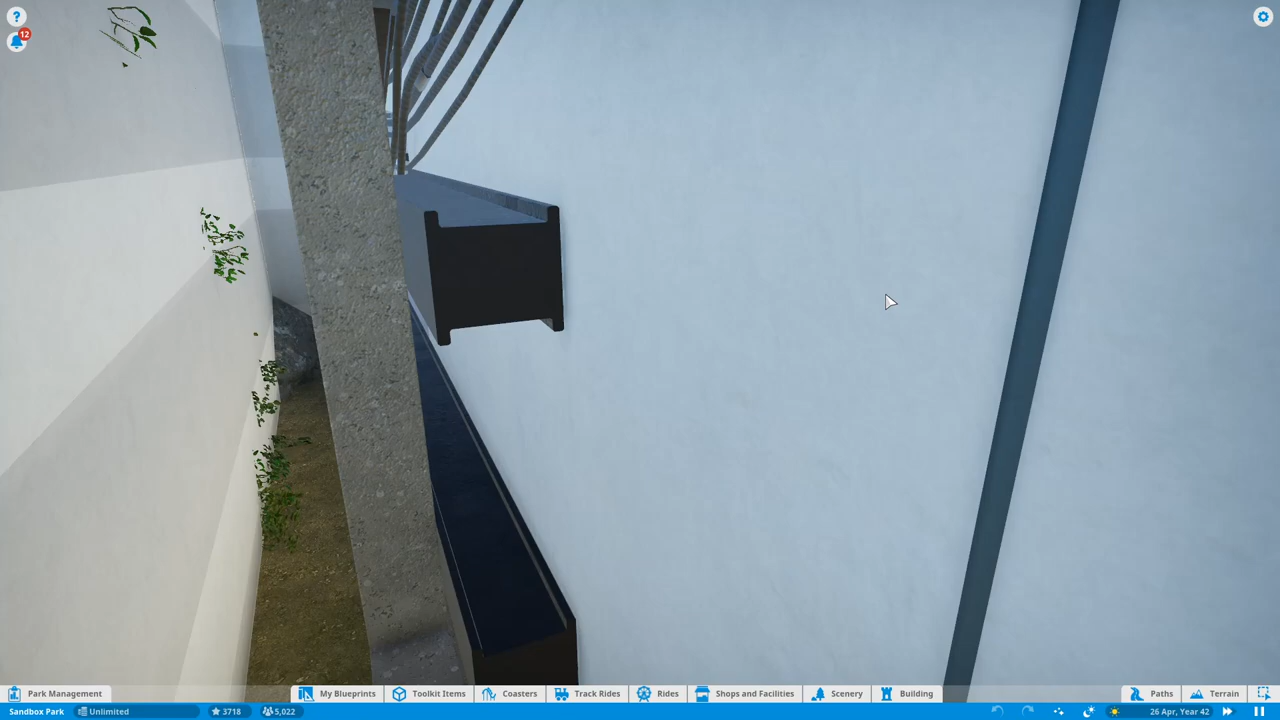 ?
12
Park Management
My Blueprints
Toolkit Items
Coasters
Track Rides
Rides
Shops and Facilities
Scenery
Building
Paths
Terrain
Sandbox Park
Unlimited
3718
5,022
26 Apr, Year 42